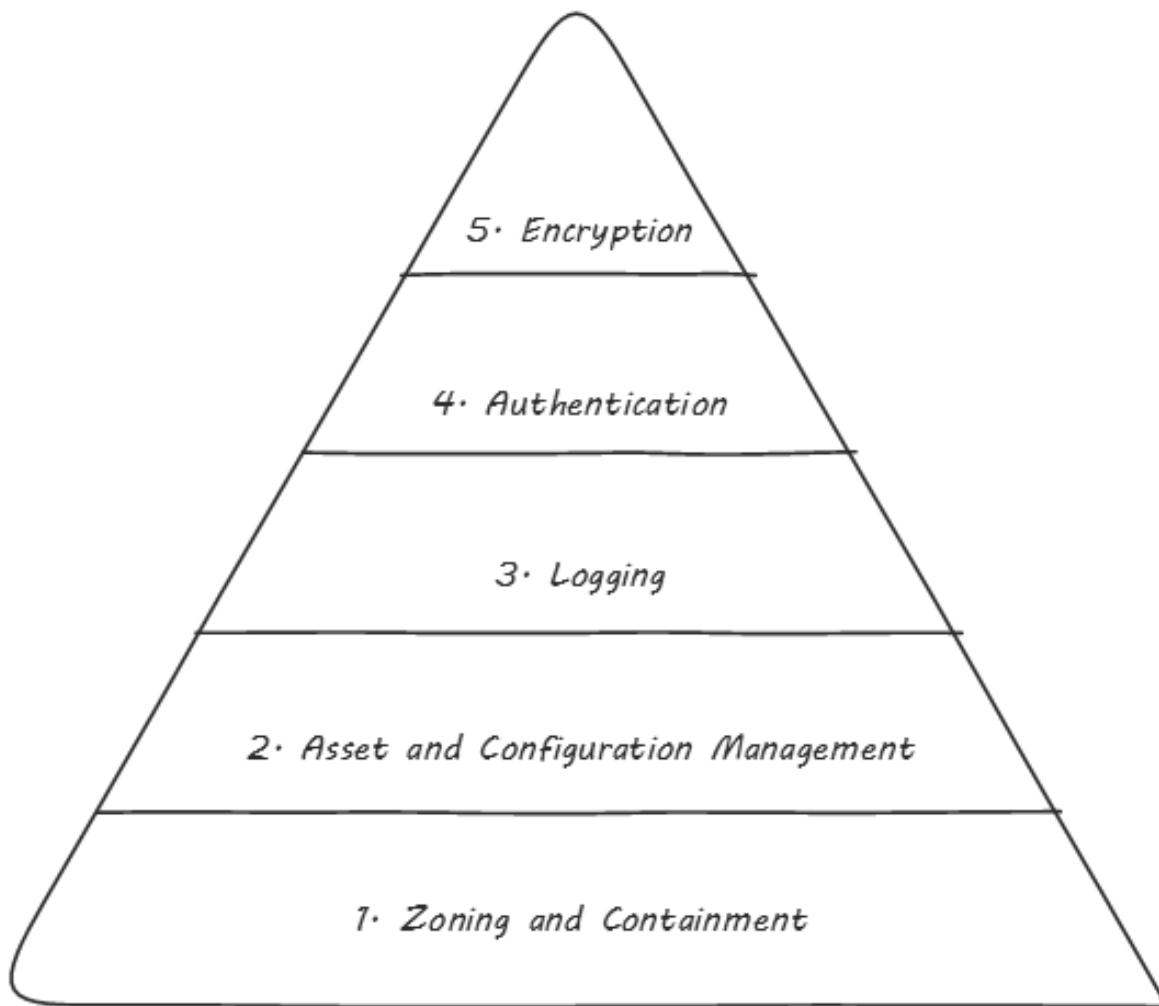 5. Encryption
4. Authentication
3. Logging
2. Asset and Configuration Management
1. Zoning and Containment